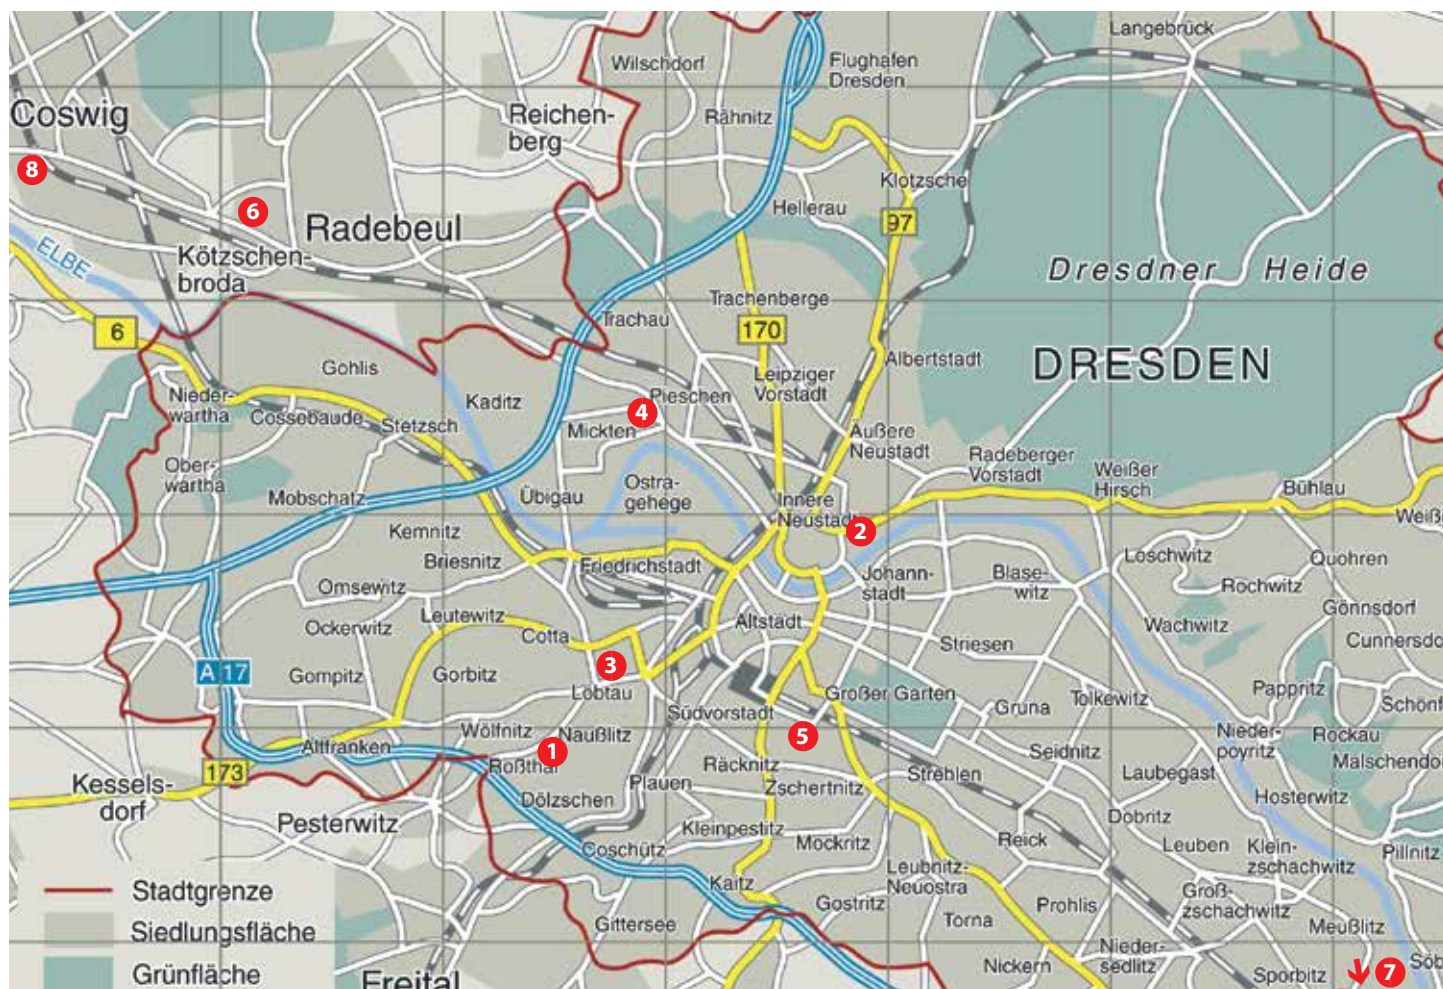 Langebrück
Wilschdorf
Flughafen
Dresden
Coswig
Reichen-
berg
Rähnitz
8
Klotzsche
6
Hellerau
97
Radebeul
ELBE
Kötzschen-
broda
Dresdner Heide
Trachenberge
Trachau
170
6
DRESDEN
Albertstadt
Gohlis
Leipziger
Vorstadt
Nieder-
wartha
Kaditz
Pieschen
4
Cossebaude
Stetzsch
Mickten
Äußere
Neustadt
Radeberger
Vorstadt
Weißer
Hirsch
Ober-
wartha
Mobschatz
Übigau
Ostra-
gehege
Innere
Neustadt
Bühlau
2
Weiß
Kemnitz
Briesnitz
Friedrichstadt
Johann-
stadt
Blase-
witz
Loschwitz
Quohren
Rochwitz
Omsewitz
Gönnsdorf
Leutewitz
Ockerwitz
Cotta
Altstadt
Wachwitz
Striesen
Cunnersdo
A 17
Gompitz
Gorbitz
3
Löbtau
Großer Garten
Tolkewitz
Pappritz
Gruna
Schönf
Südvorstadt
5
Wölfnitz
Naußlitz
Altfranken
1
Roßthal
Nieder-
poyritz
Rockau
Seidnitz
Malschendo
173
Räcknitz
Strehlen
Laubegast
Kessels-
dorf
Plauen
Zschertnitz
Hosterwitz
Dölzschen
Dobritz
Pesterwitz
Kleinpestitz
Mockritz
Reick
Leuben
Klein-
zschachwitz
Pillnitz
Coschütz
Leubnitz-
Neuostra
Kaitz
Stadtgrenze
Gostritz
Prohlis
Groß-
zschachwitz
Torna
Gittersee
Meußlitz
Siedlungsfläche
Nieder-
sedlitz
Nickern
Söb
Sporbitz
7
Grünfläche
Freital